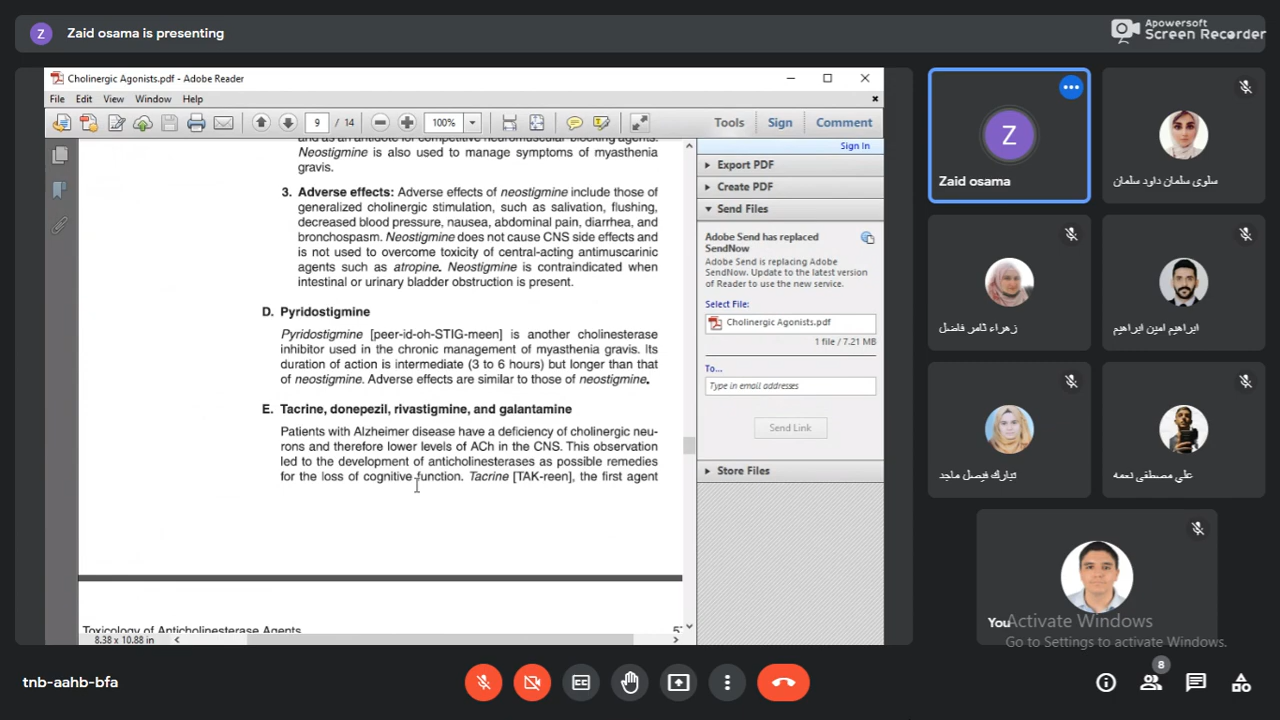 Z
Zaid osama is presenting
Apowersoft
Screen Recorder
Cholinergic Agonists.pdf - Adobe Reader
File Edit View Window Help
9 / 14
100%
Tools Sign Comment
Sign In
and as an antidote for competitive neuromuscular blocking agents.
Neostigmine is also used to manage symptoms of myasthenia
gravis.
3. Adverse effects: Adverse effects of neostigmine include those of
generalized cholinergic stimulation, such as salivation, flushing,
decreased blood pressure, nausea, abdominal pain, diarrhea, and
bronchospasm. Neostigmine does not cause CNS side effects and
is not used to overcome toxicity of central-acting antimuscarinic
agents such as atropine. Neostigmine is contraindicated when
intestinal or urinary bladder obstruction is present.
D. Pyridostigmine
Pyridostigmine [peer-id-oh-STIG-meen] is another cholinesterase
inhibitor used in the chronic management of myasthenia gravis. Its
duration of action is intermediate (3 to 6 hours) but longer than that
of neostigmine. Adverse effects are similar to those of neostigmine.
E. Tacrine, donepezil, rivastigmine, and galantamine
Patients with Alzheimer disease have a deficiency of cholinergic neu-
rons and therefore lower levels of ACh in the CNS. This observation
led to the development of anticholinesterases as possible remedies
for the loss of cognitive function. Tacrine [TAK-reen], the first agent
Toxicology of Anticholinesterase Agents
8.38 x 10.88 in
Export PDF
Create PDF
Send Files
Adobe Send has replaced
SendNow
Adobe Send is replacing Adobe
SendNow. Update to the latest version
of Reader to use the new service.
Select File:
Cholinergic Agonists.pdf
1 file / 7.21 MB
To...
Type in email addresses
Send Link
Store Files
Z
Zaid osama
سلوى سلمان داود سلمان
زهراء ثامر فاضل
ابراهيم امين ابراهيم
تبارك فيصل ماجد
علي مصطفى نعمه
You
Activate Windows
Go to Settings to activate Windows.
tnb-aahb-bfa
CC
8